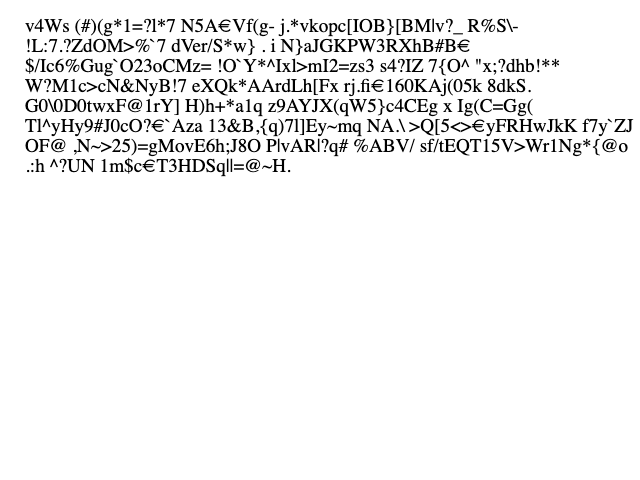 v4Ws (#)(g*1=?l*7 N5A€Vf(g- j.*vkopc[IOB}[BM|v?_ R%S\-
!L:7.?ZdOM>%`7 dVer/S*w} . i N}aJGKPW3RXhB#B€
$/Ic6%Gug`O23oCMz= !O`Y*^Ixl>mI2=zs3 s4?IZ 7{O^ "x;?dhb!**
W?M1c>cN&NyB!7 eXQk*AArdLh[Fx rj.fi€160KAj(05k 8dkS.
G0\0D0twxF@1rY] H)h+*a1q z9AYJX(qW5}c4CEg x Ig(C=Gg(
Tl^yHy9#J0cO?€`Aza 13&B,{q)7l]Ey~mq NA.\ >Q[5<>€yFRHwJkK f7y`ZJ
OF@ ,N~>25)=gMovE6h;J8O P|vAR|?q# %ABV/ sf/tEQT15V>Wr1Ng*{@o
.:h ^?UN 1m$c€T3HDSq||=@~H.